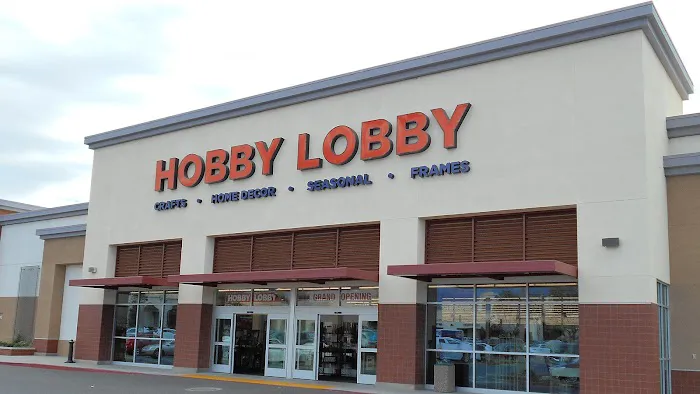 HOBBY LOBBY
CRAFTS • HOME DECOR • SEASONAL • FRAMES
HOBBY LOBBY GRAND OPENING